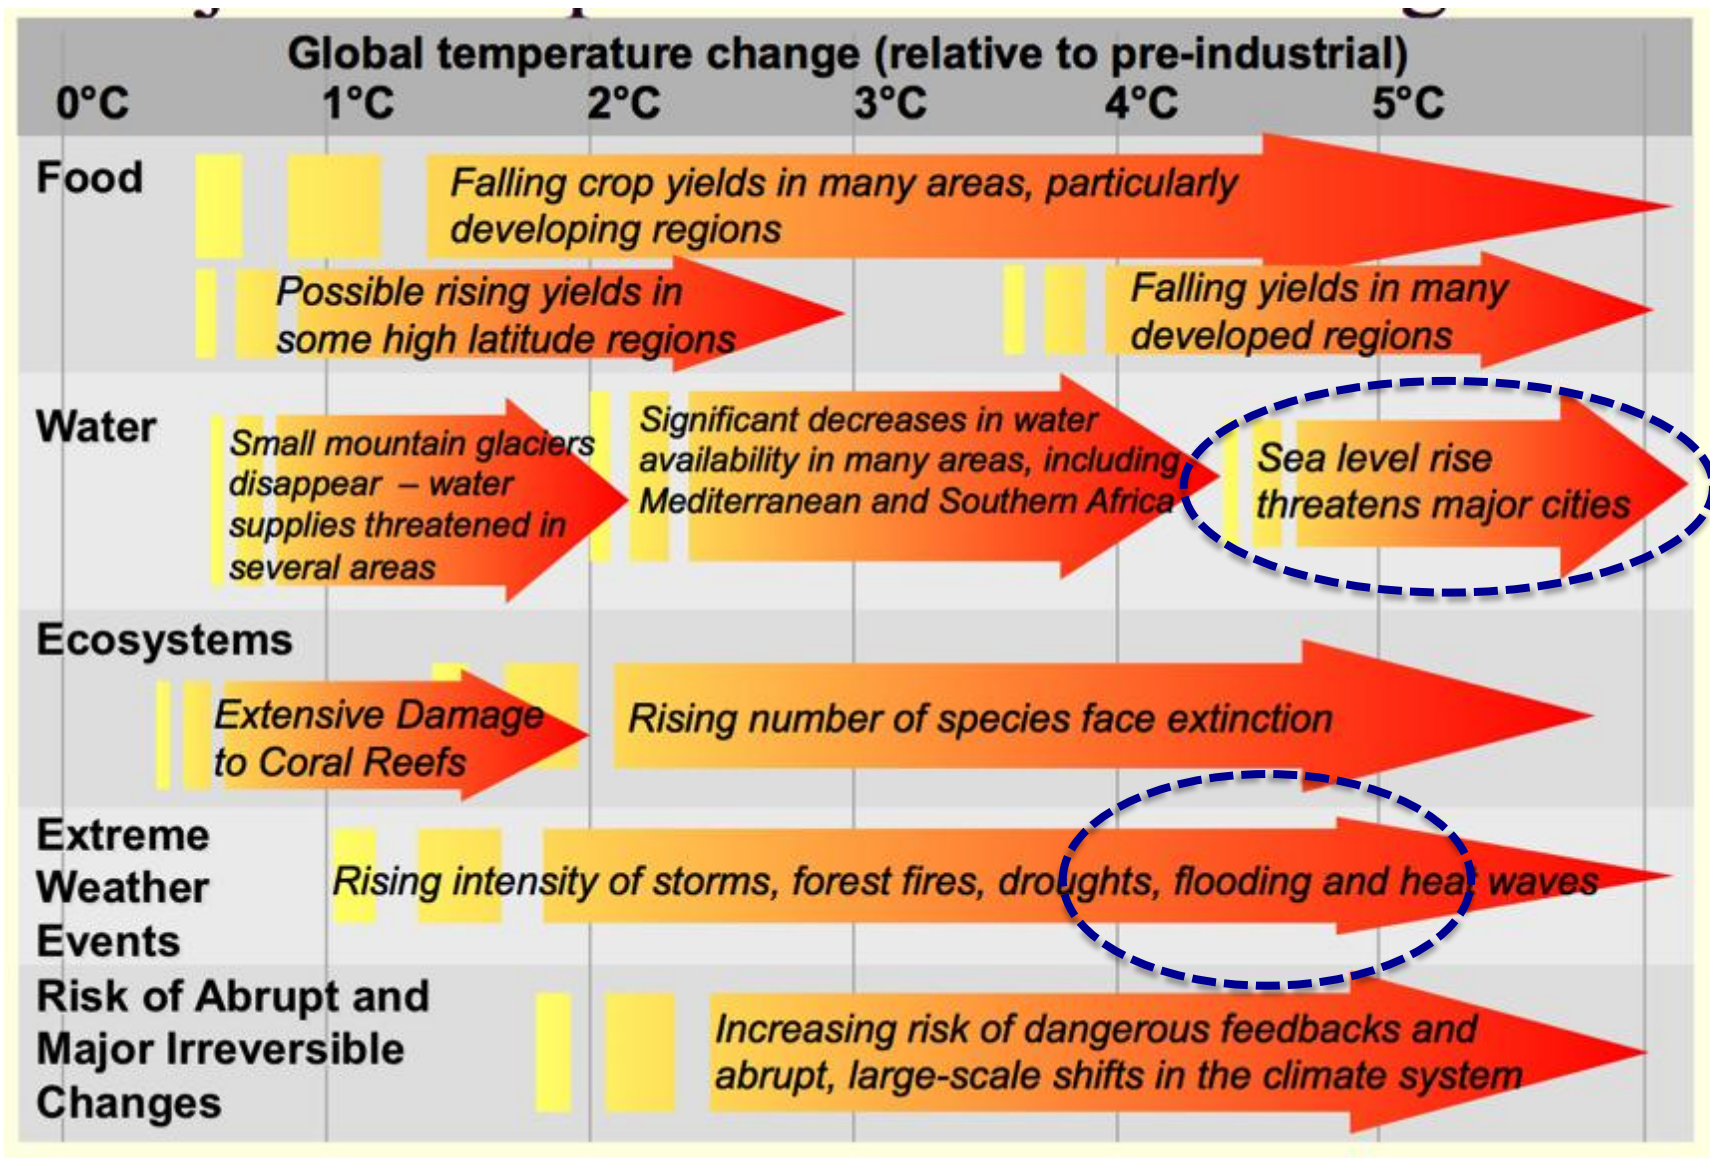 Global temperature change (relative to pre-industrial)
0°C 1°C 2°C 3°C 4°C 5°C
Food
Falling crop yields in many areas, particularly
developing regions
Possible rising yields in
some high latitude regions
Falling yields in many
developed regions
Water
Small mountain glaciers
disappear – water
supplies threatened in
several areas
Significant decreases in water
availability in many areas, including
Mediterranean and Southern Africa
Sea level rise
threatens major cities
Ecosystems
Extensive Damage
to Coral Reefs
Rising number of species face extinction
Extreme
Weather
Events
Rising intensity of storms, forest fires, droughts, flooding and heat waves
Risk of Abrupt and
Major Irreversible
Changes
Increasing risk of dangerous feedbacks and
abrupt, large-scale shifts in the climate system